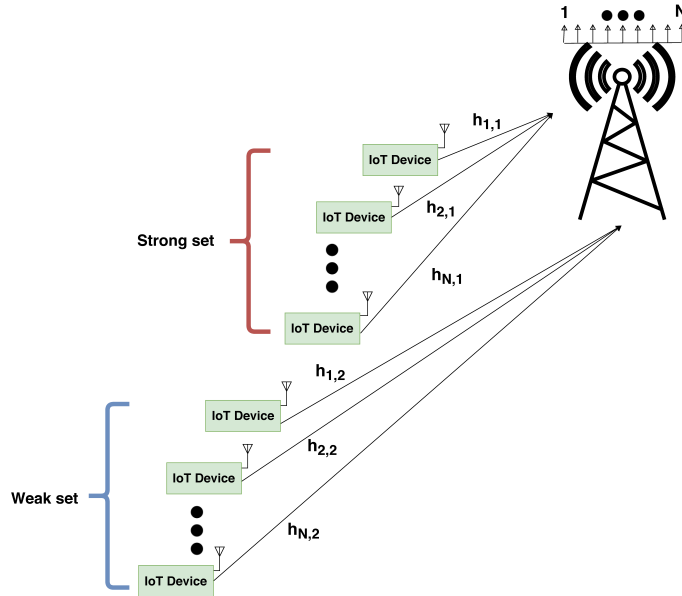 1 N
h1,1
IoT Device
IoT Device
h2,1
Strong set
hN,1
IoT Device
h1,2
IoT Device
h2,2
IoT Device
Weak set
hN,2
IoT Device